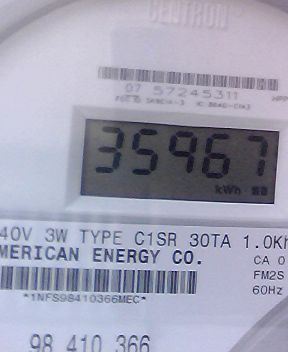 CENTRON
07 57245311
35967
kWh
40V 3W TYPE C1SR 30TA 1.0Kh
MERICAN ENERGY CO.
CA 0
FM2S
60Hz
*1NFS98410366MEC*
98 410 366